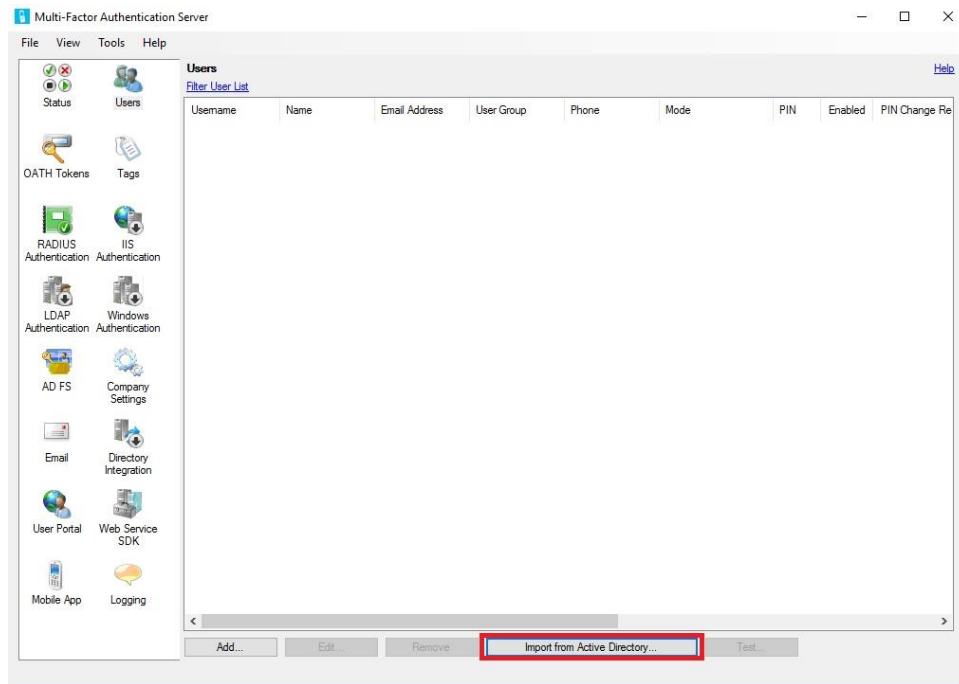 Multi-Factor Authentication Server
File View Tools Help
Status
Users
OATH Tokens
Tags
RADIUS
Authentication
IIS
Authentication
LDAP
Authentication
Windows
Authentication
AD FS
Company
Settings
Email
Directory
Integration
User Portal
Web Service
SDK
Mobile App
Logging
Users
Help
Filter User List
Username Name Email Address User Group Phone Mode PIN Enabled PIN Change Re
Add... Edit... Remove Import from Active Directory... Test...